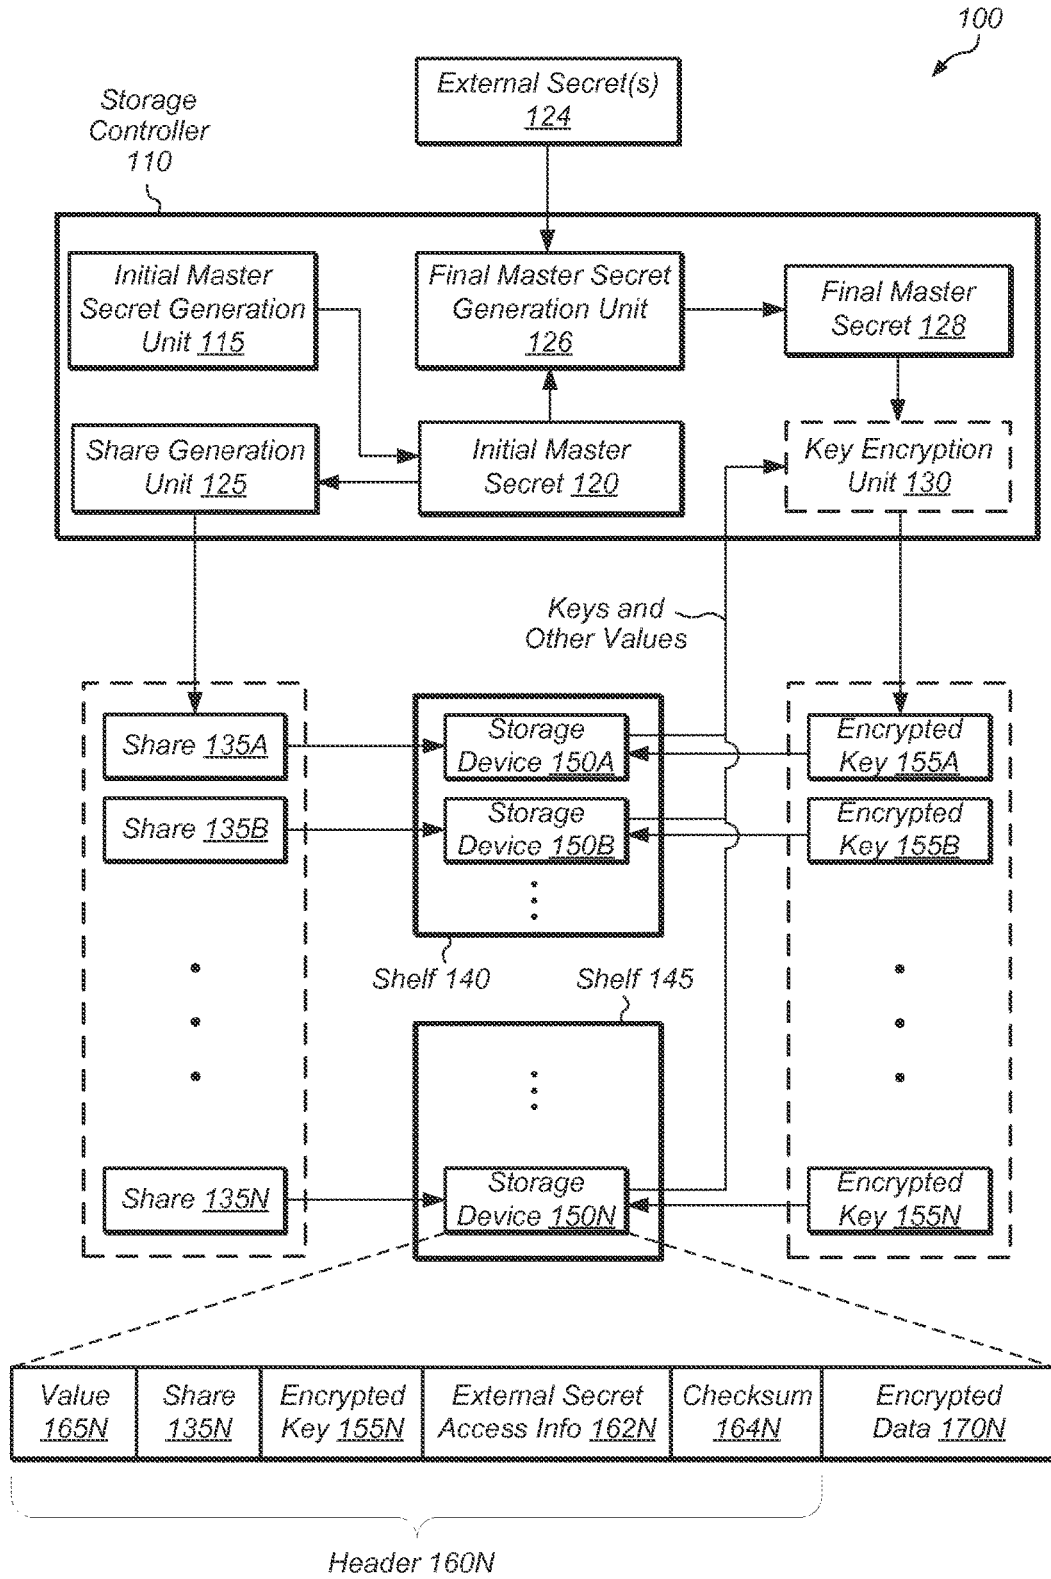 100
External Secret(s)
124
Storage
Controller
110
Initial Master
Secret Generation
Unit 115
Final Master Secret
Generation Unit
126
Final Master
Secret 128
Share Generation
Unit 125
Initial Master
Secret 120
Key Encryption
Unit 130
Keys and
Other Values
Share 135A
Storage
Device 150A
Encrypted
Key 155A
Share 135B
Storage
Device 150B
Encrypted
Key 155B
Shelf 140
Shelf 145
Share 135N
Storage
Device 150N
Encrypted
Key 155N
Value
165N
Share
135N
Encrypted
Key 155N
External Secret
Access Info 162N
Checksum
164N
Encrypted
Data 170N
Header 160N